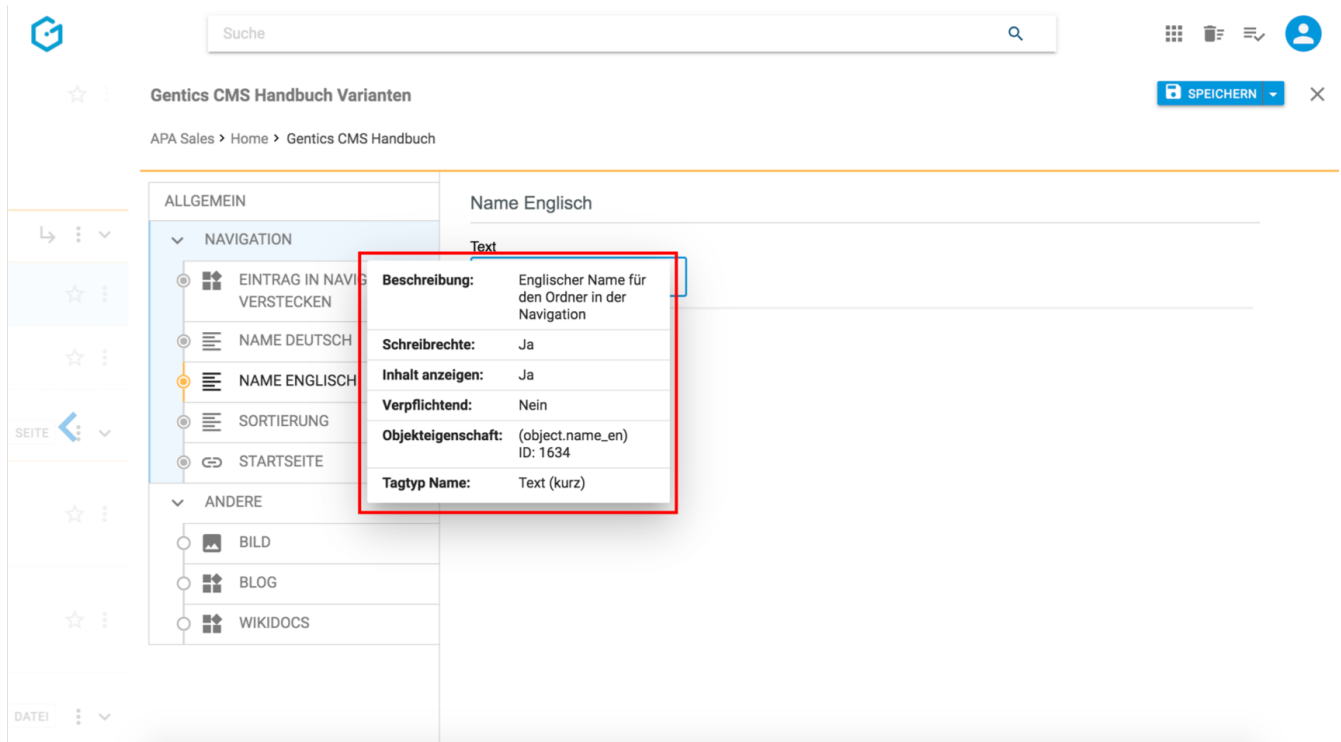 Suche
Gentics CMS Handbuch Varianten
SPEICHERN
APA Sales > Home > Gentics CMS Handbuch
ALLGEMEIN
NAVIGATION
EINTRAG IN NAVIG
VERSTECKEN
NAME DEUTSCH
NAME ENGLISCH
SORTIERUNG
STARTSEITE
ANDERE
BILD
BLOG
WIKIDOCS
Name Englisch
Text
Beschreibung: Englischer Name für
den Ordner in der
Navigation
Schreibrechte: Ja
Inhalt anzeigen: Ja
Verpflichtend: Nein
Objekteigenschaft: (object.name_en)
ID: 1634
Tagtyp Name: Text (kurz)
SEITE
DATEI